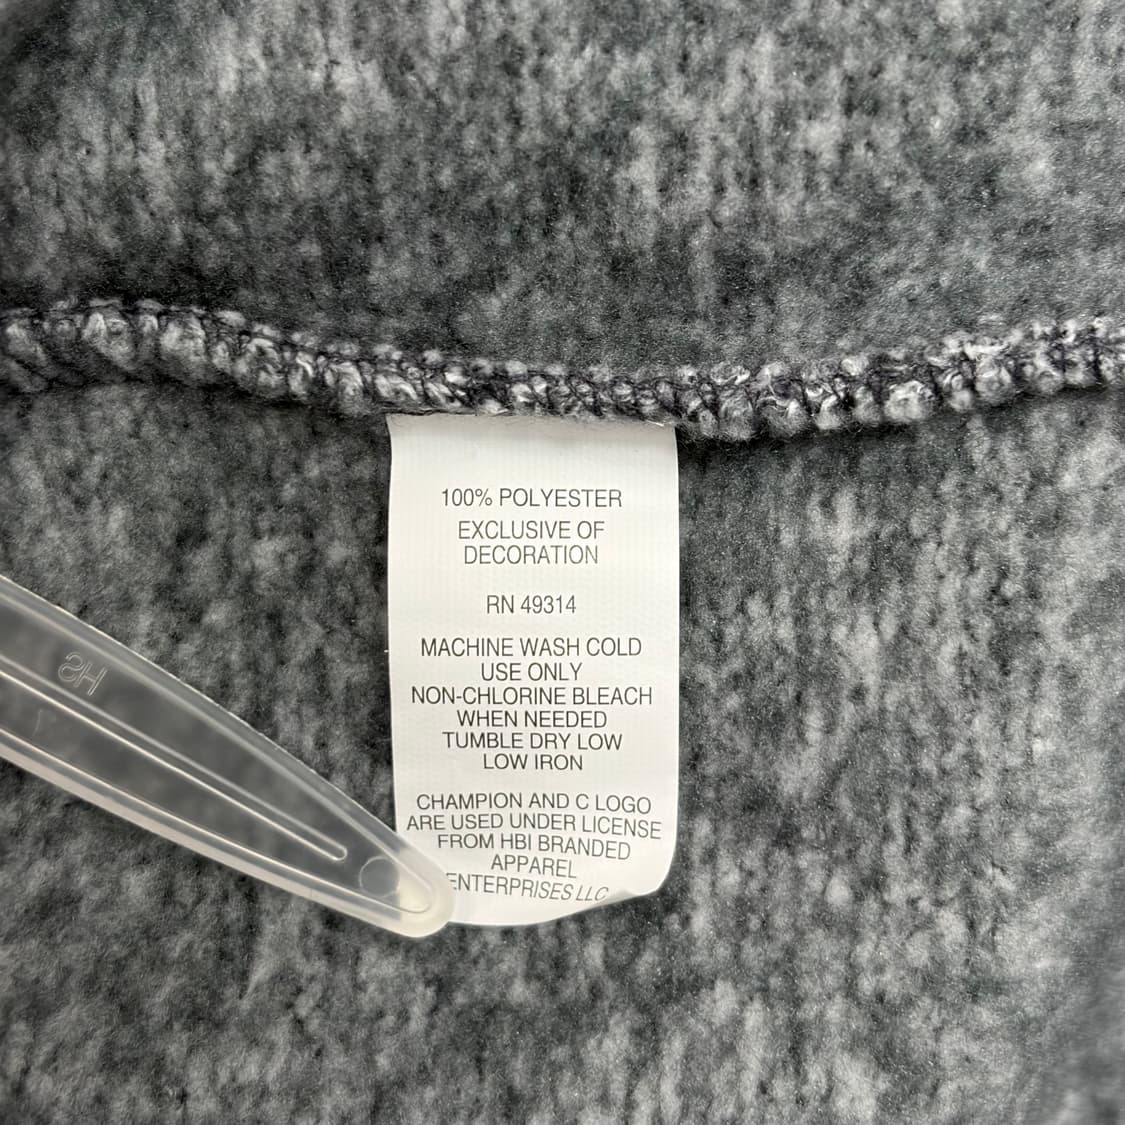 100% POLYESTER
EXCLUSIVE OF
DECORATION
RN 49314
MACHINE WASH COLD
USE ONLY
NON-CHLORINE BLEACH
WHEN NEEDED
TUMBLE DRY LOW
LOW IRON
CHAMPION AND C LOGO
ARE USED UNDER LICENSE
FROM HBI BRANDED
APPAREL
ENTERPRISES LLC
SH